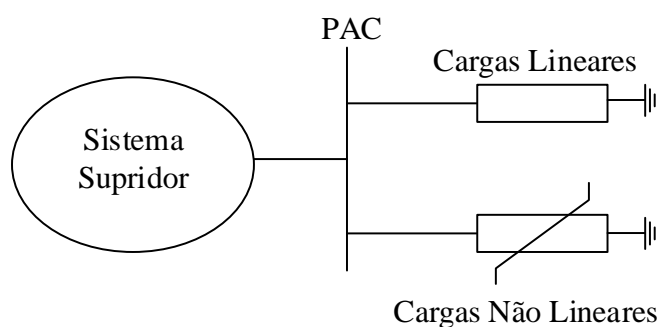 PAC
Cargas Lineares
Sistema
Supridor
Cargas Não Lineares